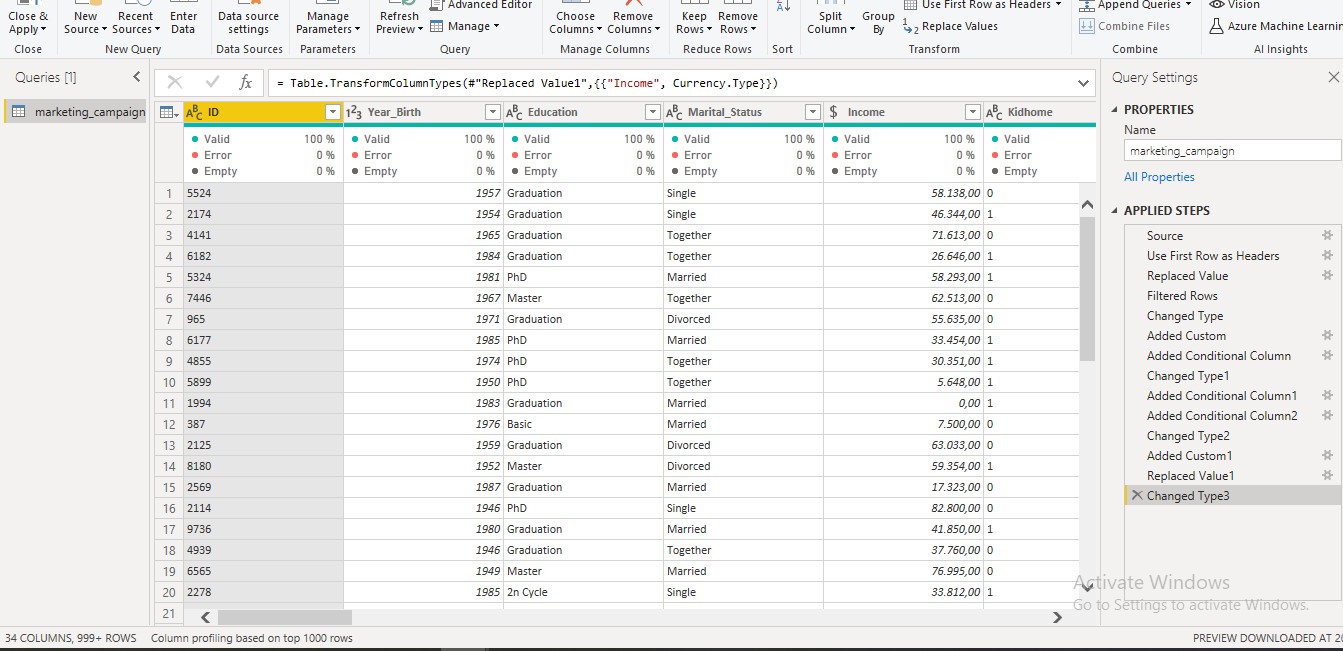 Close & Apply
New Source
Recent Sources
Enter Data
Data source settings
Manage Parameters
Refresh Preview
Advanced Editor
Manage
Choose Columns
Remove Columns
Keep Rows
Remove Rows
Split Column
Group By
Use First Row as Headers
Replace Values
Append Queries
Combine Files
Vision
Azure Machine Learnin
Close
New Query
Data Sources
Parameters
Query
Manage Columns
Reduce Rows
Sort
Transform
Combine
AI Insights
Queries [1]
marketing_campaign
fx
= Table.TransformColumnTypes(#"Replaced Value1",{{"Income", Currency.Type}})
ABC ID 123 Year_Birth ABC Education ABC Marital_Status $ Income ABC Kidhome
Valid 100 % Valid 100 % Valid 100 % Valid 100 % Valid 100 % Valid
Error 0 % Error 0 % Error 0 % Error 0 % Error 0 % Error
Empty 0 % Empty 0 % Empty 0 % Empty 0 % Empty 0 % Empty
1 5524 1957 Graduation Single 58.138,00 0
2 2174 1954 Graduation Single 46.344,00 1
3 4141 1965 Graduation Together 71.613,00 0
4 6182 1984 Graduation Together 26.646,00 1
5 5324 1981 PhD Married 58.293,00 1
6 7446 1967 Master Together 62.513,00 0
7 965 1971 Graduation Divorced 55.635,00 0
8 6177 1985 PhD Married 33.454,00 1
9 4855 1974 PhD Together 30.351,00 1
10 5899 1950 PhD Together 5.648,00 1
11 1994 1983 Graduation Married 0,00 1
12 387 1976 Basic Married 7.500,00 0
13 2125 1959 Graduation Divorced 63.033,00 0
14 8180 1952 Master Divorced 59.354,00 1
15 2569 1987 Graduation Married 17.323,00 0
16 2114 1946 PhD Single 82.800,00 0
17 9736 1980 Graduation Married 41.850,00 1
18 4939 1946 Graduation Together 37.760,00 0
19 6565 1949 Master Married 76.995,00 0
20 2278 1985 2n Cycle Single 33.812,00 1
21
Query Settings
PROPERTIES
Name
marketing_campaign
All Properties
APPLIED STEPS
Source
Use First Row as Headers
Replaced Value
Filtered Rows
Changed Type
Added Custom
Added Conditional Column
Changed Type1
Added Conditional Column1
Added Conditional Column2
Changed Type2
Added Custom1
Replaced Value1
Changed Type3
Activate Windows
Go to Settings to activate Windows.
34 COLUMNS, 999+ ROWS
Column profiling based on top 1000 rows
PREVIEW DOWNLOADED AT 20